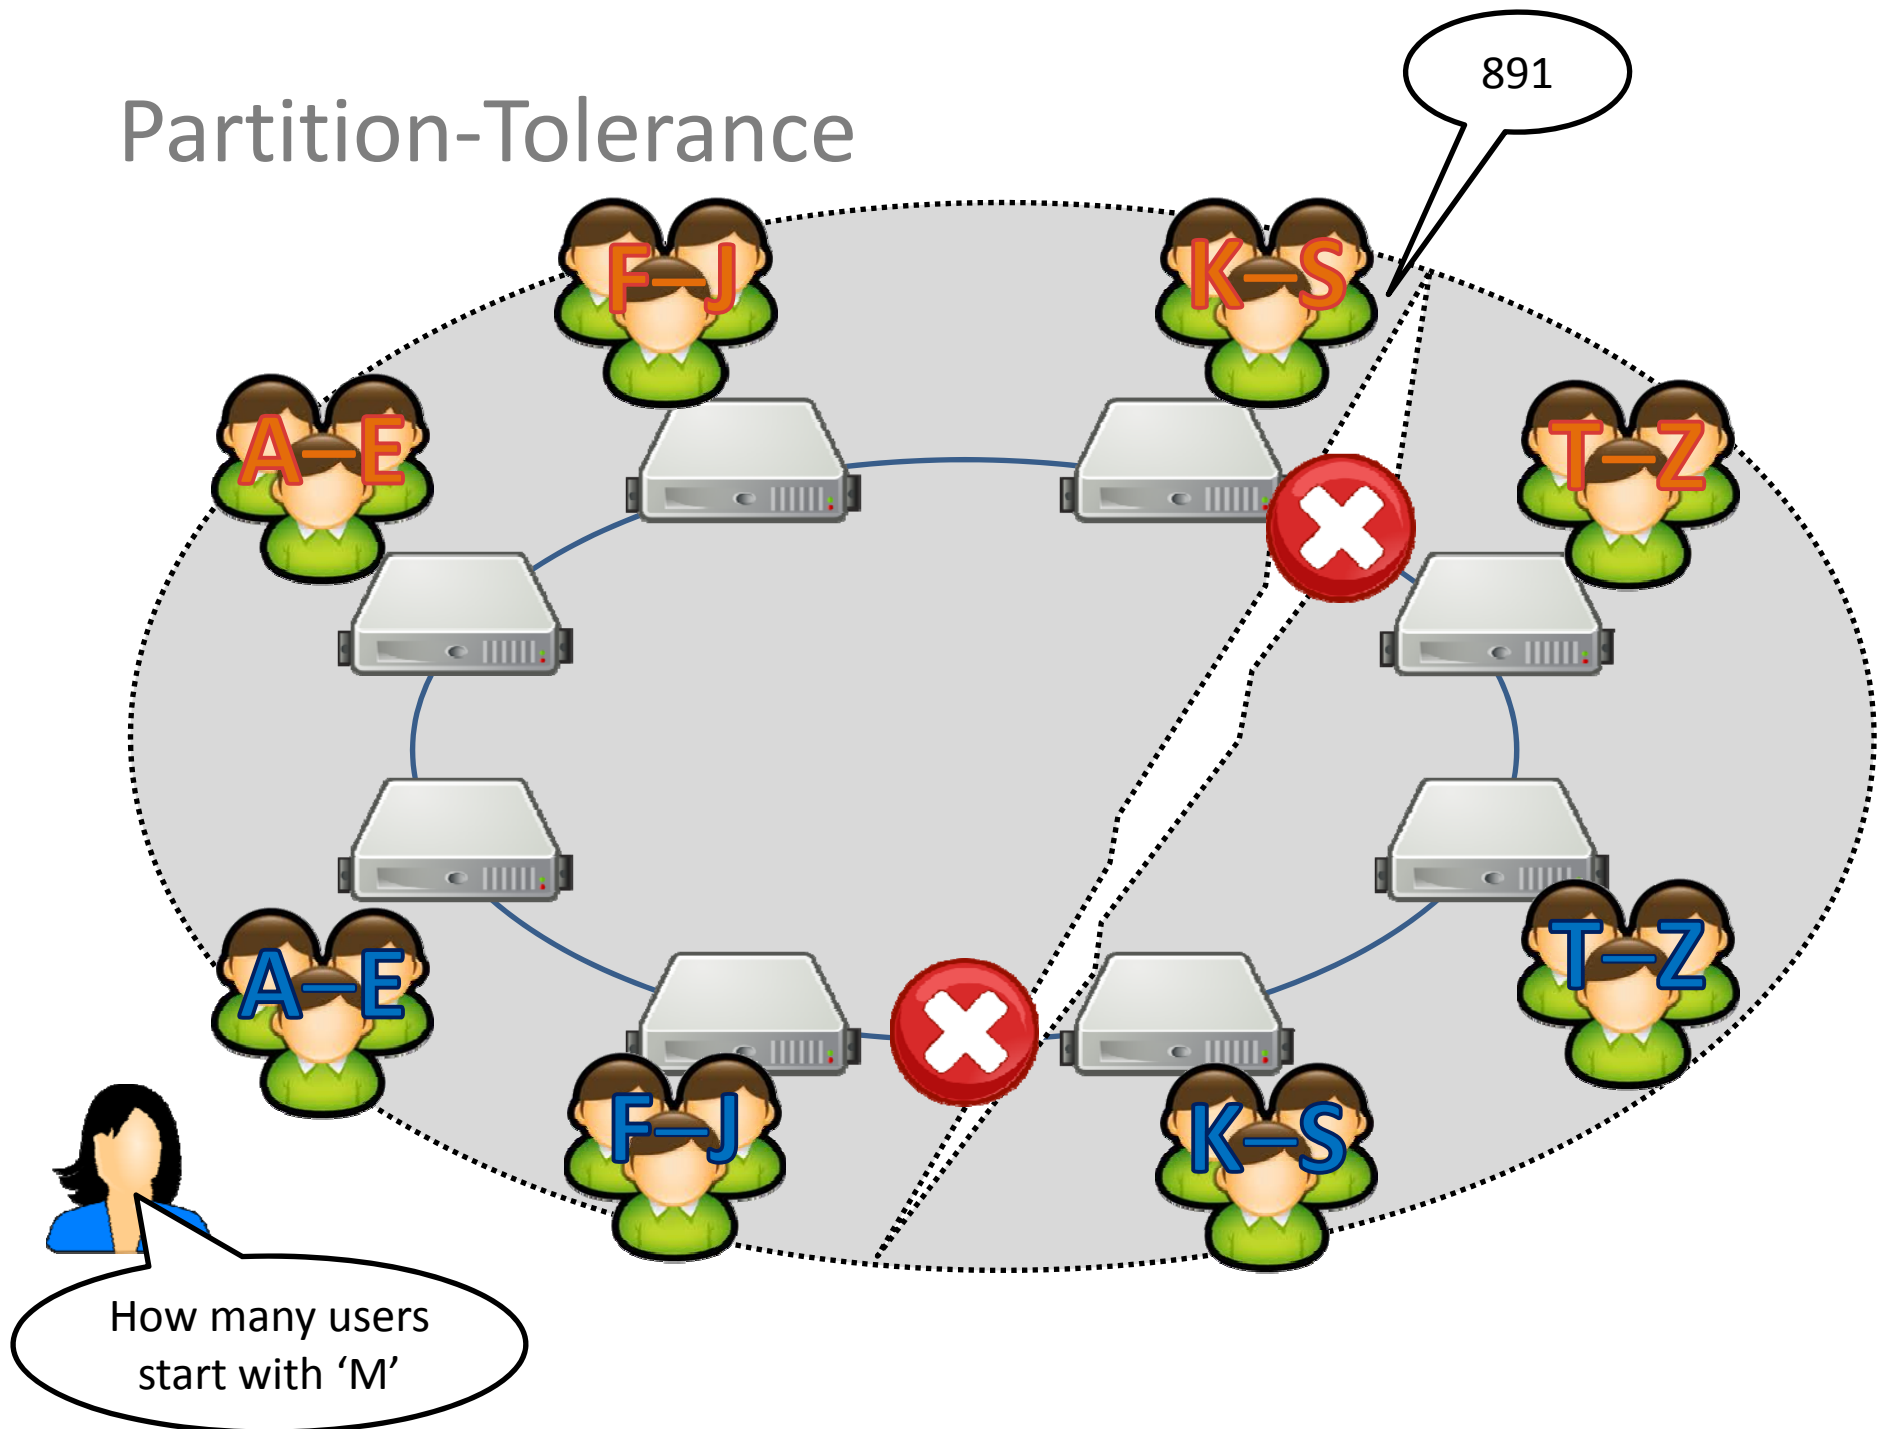 Partition-Tolerance
891
F–J
K–S
A–E
T–Z
A–E
T–Z
F–J
K–S
How many users
start with ‘M’